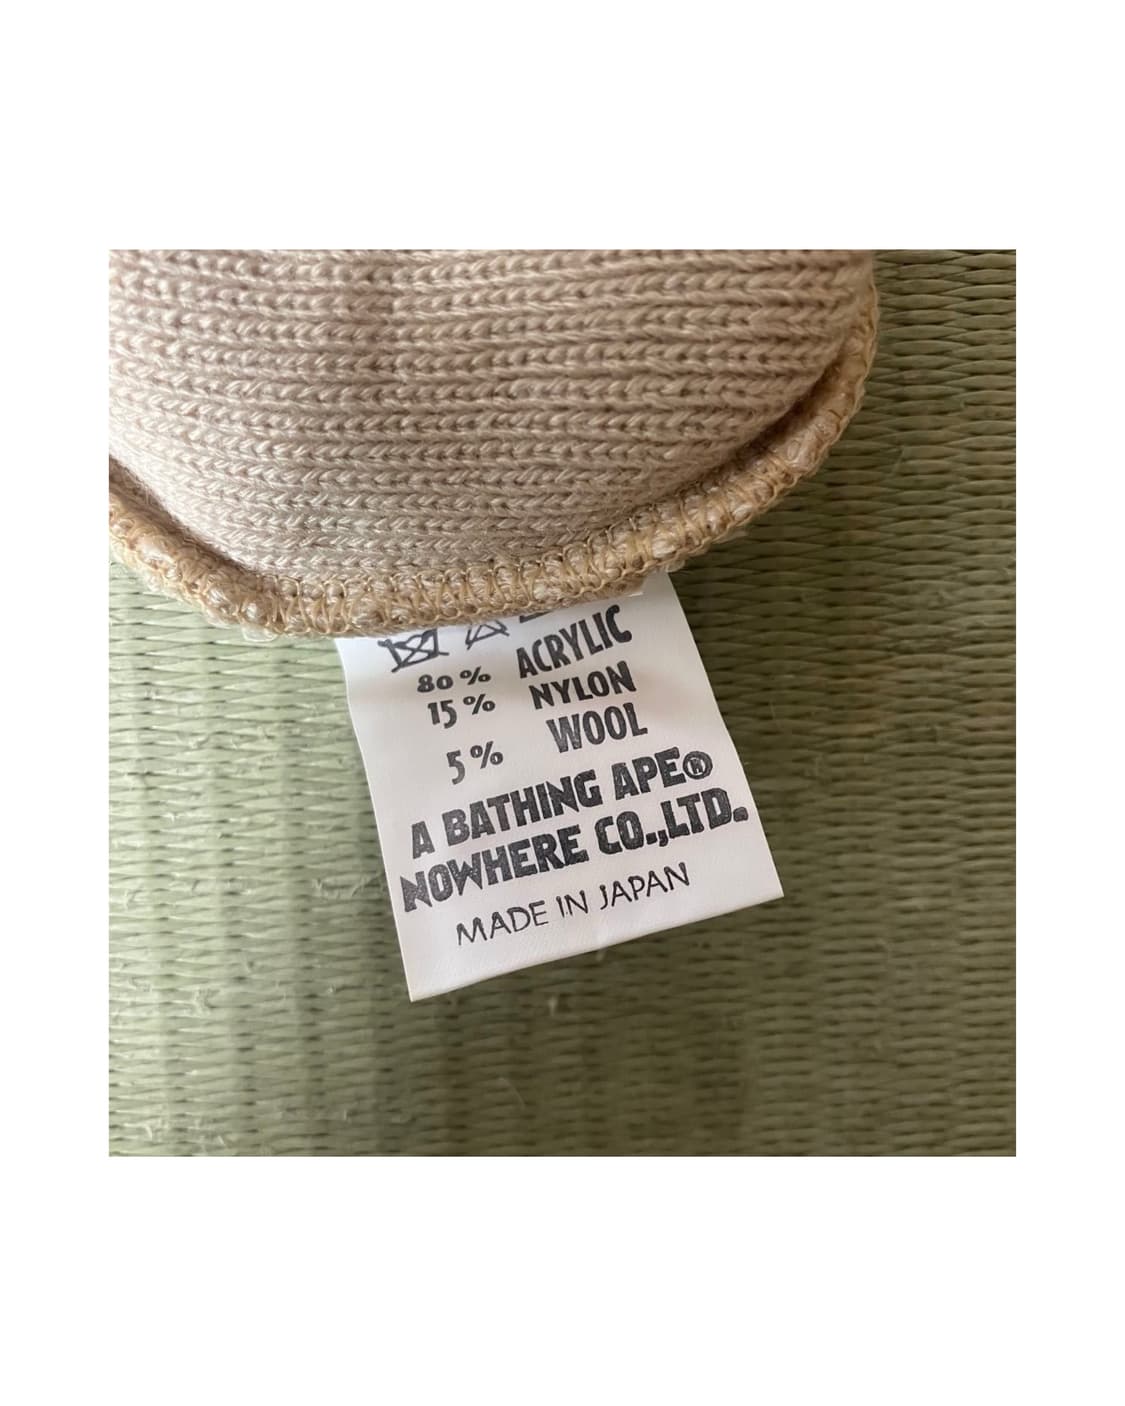 80% ACRYLIC
15% NYLON
5% WOOL
A BATHING APE®
NOWHERE CO.,LTD.
MADE IN JAPAN